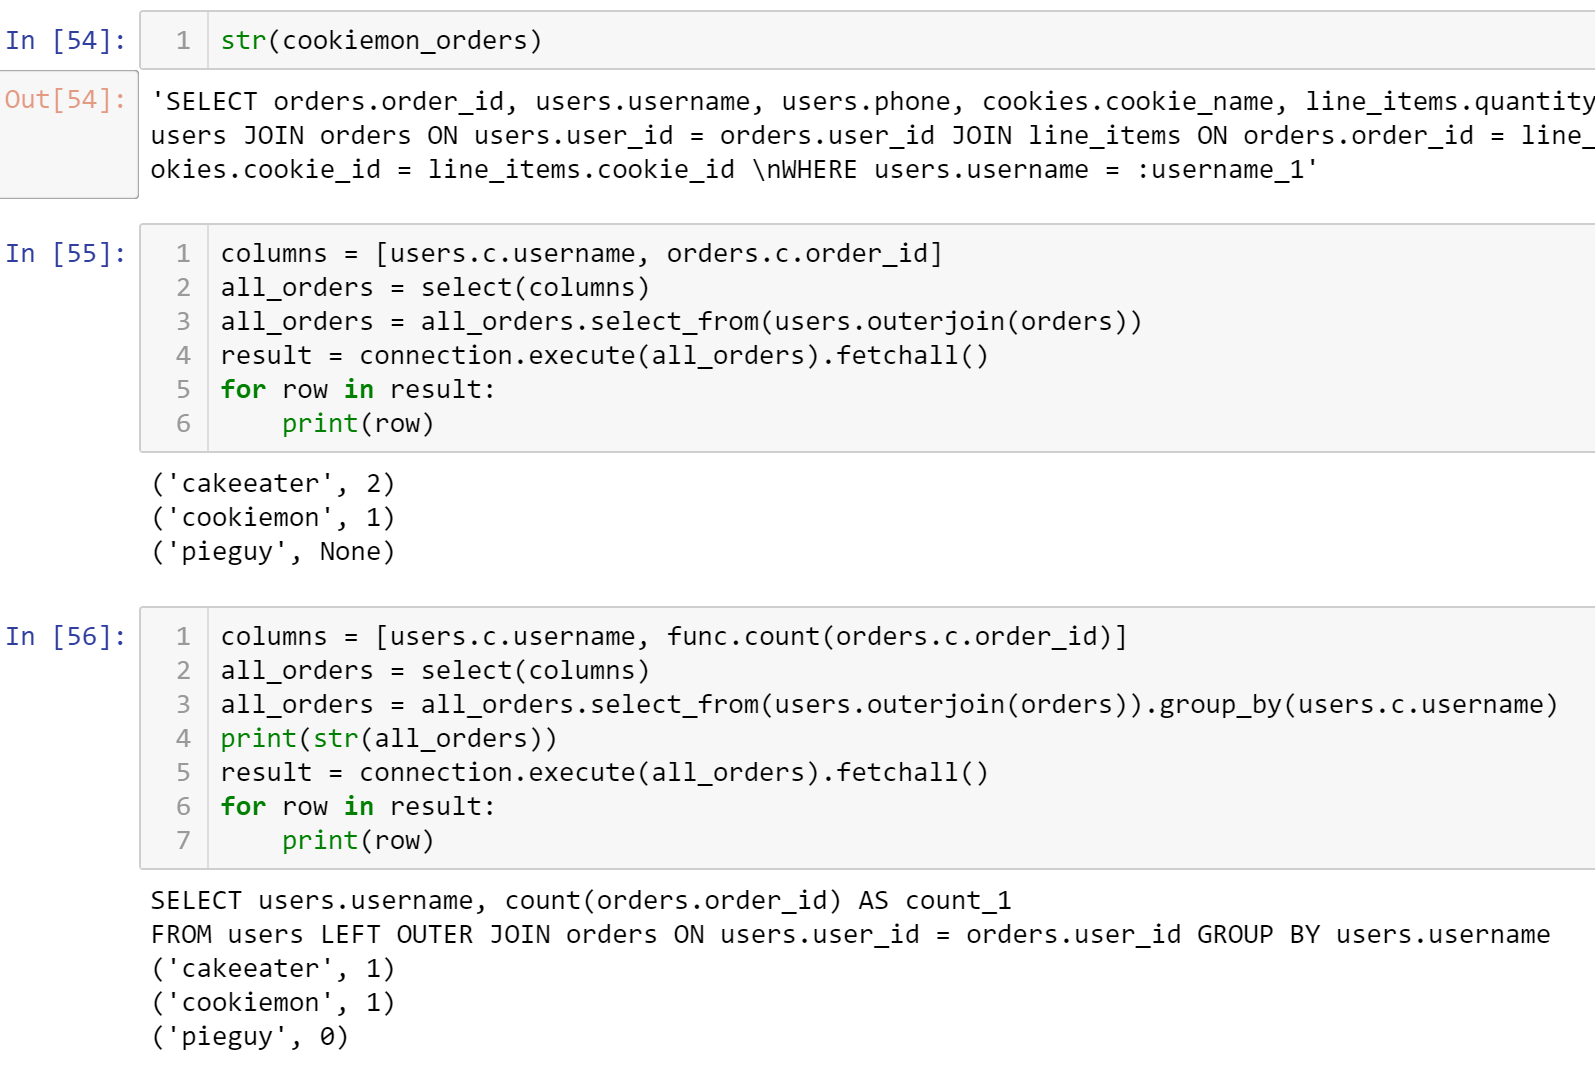 In [54]:
1 str(cookiemon_orders)
Out[54]:
'SELECT orders.order_id, users.username, users.phone, cookies.cookie_name, line_items.quantity
users JOIN orders ON users.user_id = orders.user_id JOIN line_items ON orders.order_id = line_
okies.cookie_id = line_items.cookie_id \nWHERE users.username = :username_1'
In [55]:
1 columns = [users.c.username, orders.c.order_id]
2 all_orders = select(columns)
3 all_orders = all_orders.select_from(users.outerjoin(orders))
4 result = connection.execute(all_orders).fetchall()
5 for row in result:
6     print(row)
('cakeeater', 2)
('cookiemon', 1)
('pieguy', None)
In [56]:
1 columns = [users.c.username, func.count(orders.c.order_id)]
2 all_orders = select(columns)
3 all_orders = all_orders.select_from(users.outerjoin(orders)).group_by(users.c.username)
4 print(str(all_orders))
5 result = connection.execute(all_orders).fetchall()
6 for row in result:
7     print(row)
SELECT users.username, count(orders.order_id) AS count_1
FROM users LEFT OUTER JOIN orders ON users.user_id = orders.user_id GROUP BY users.username
('cakeeater', 1)
('cookiemon', 1)
('pieguy', 0)